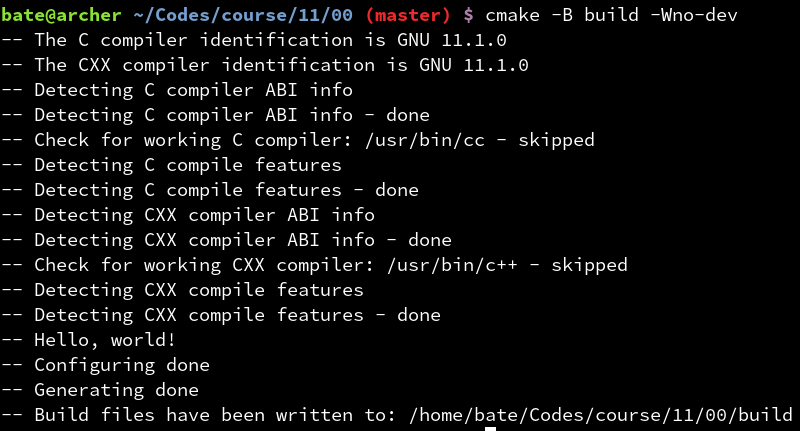 bate@archer ~/Codes/course/11/00 (master) $ cmake -B build -Wno-dev
-- The C compiler identification is GNU 11.1.0
-- The CXX compiler identification is GNU 11.1.0
-- Detecting C compiler ABI info
-- Detecting C compiler ABI info - done
-- Check for working C compiler: /usr/bin/cc - skipped
-- Detecting C compile features
-- Detecting C compile features - done
-- Detecting CXX compiler ABI info
-- Detecting CXX compiler ABI info - done
-- Check for working CXX compiler: /usr/bin/c++ - skipped
-- Detecting CXX compile features
-- Detecting CXX compile features - done
-- Hello, world!
-- Configuring done
-- Generating done
-- Build files have been written to: /home/bate/Codes/course/11/00/build